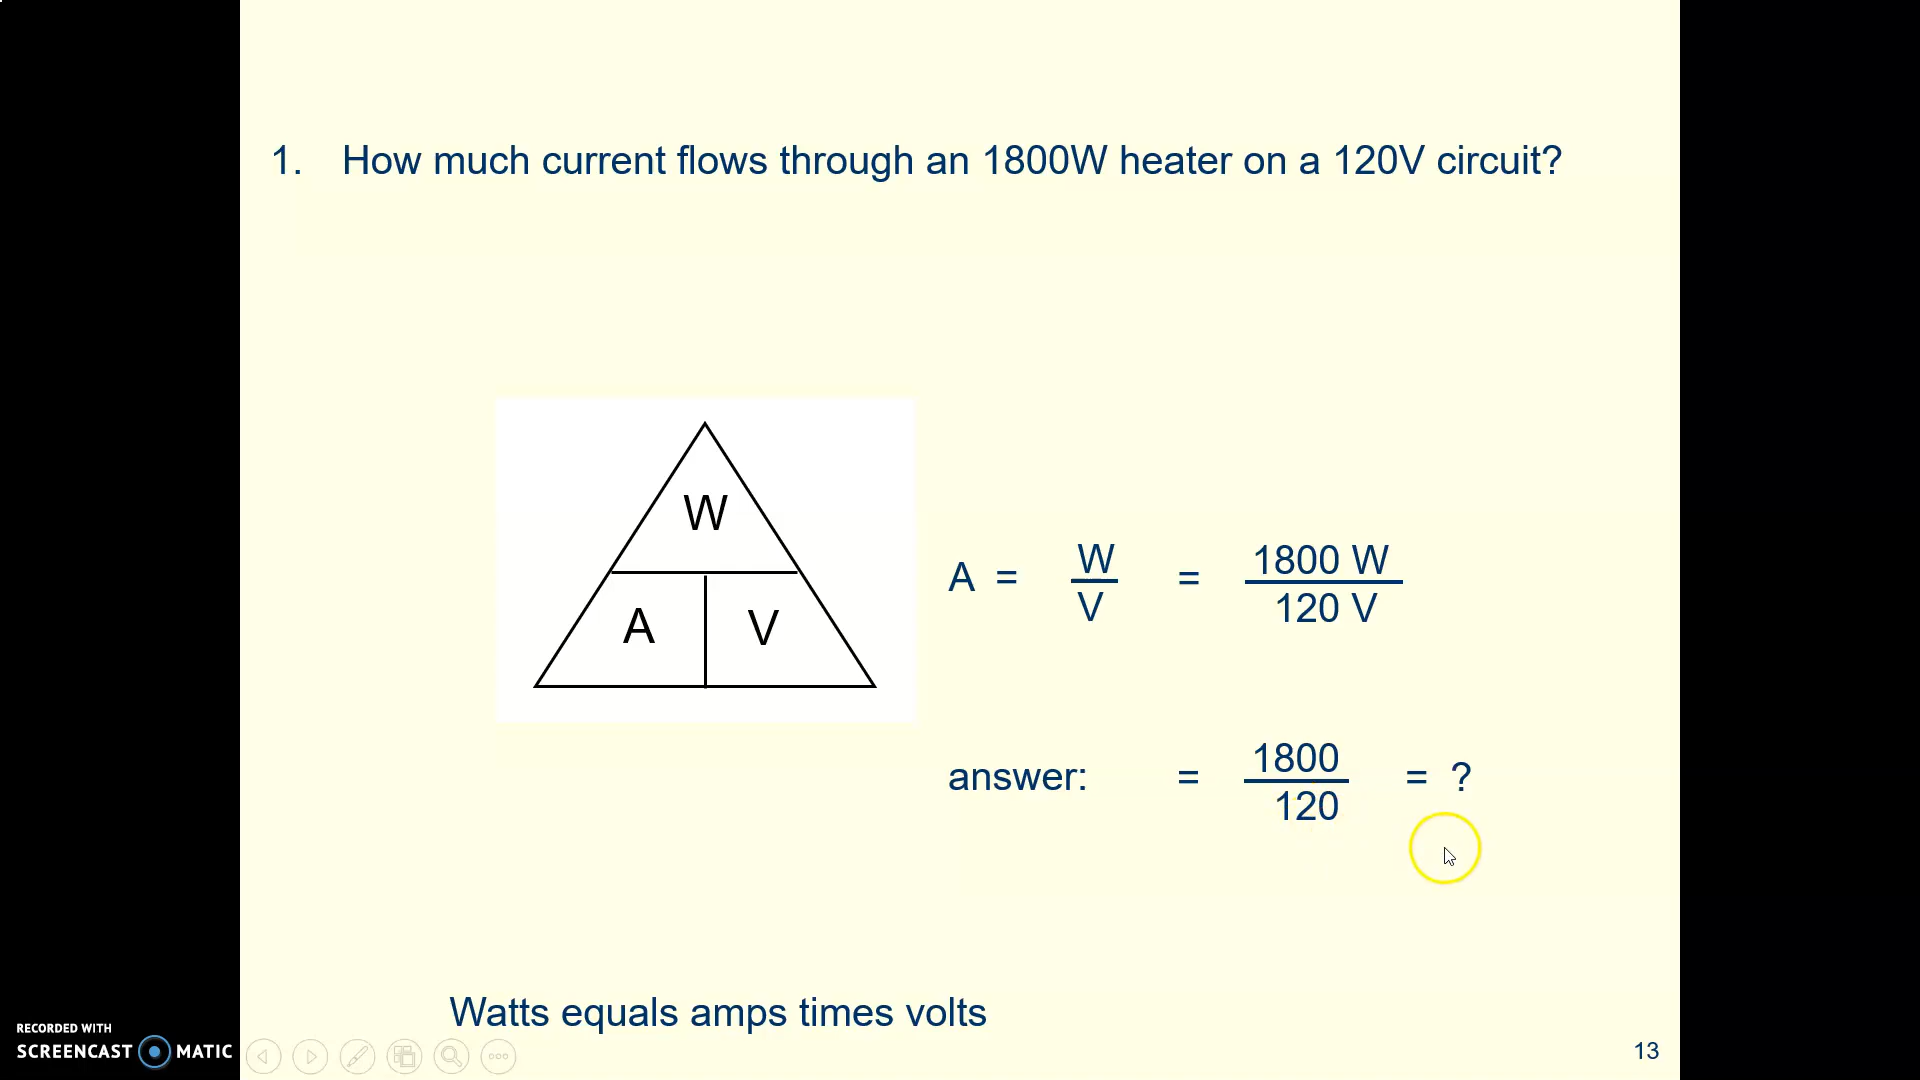 1. How much current flows through an 1800W heater on a 120V circuit?
W
A V
A = W/V = 1800 W/120 V
answer: = 1800/120 = ?
Watts equals amps times volts
RECORDED WITH
SCREENCAST MATIC
13